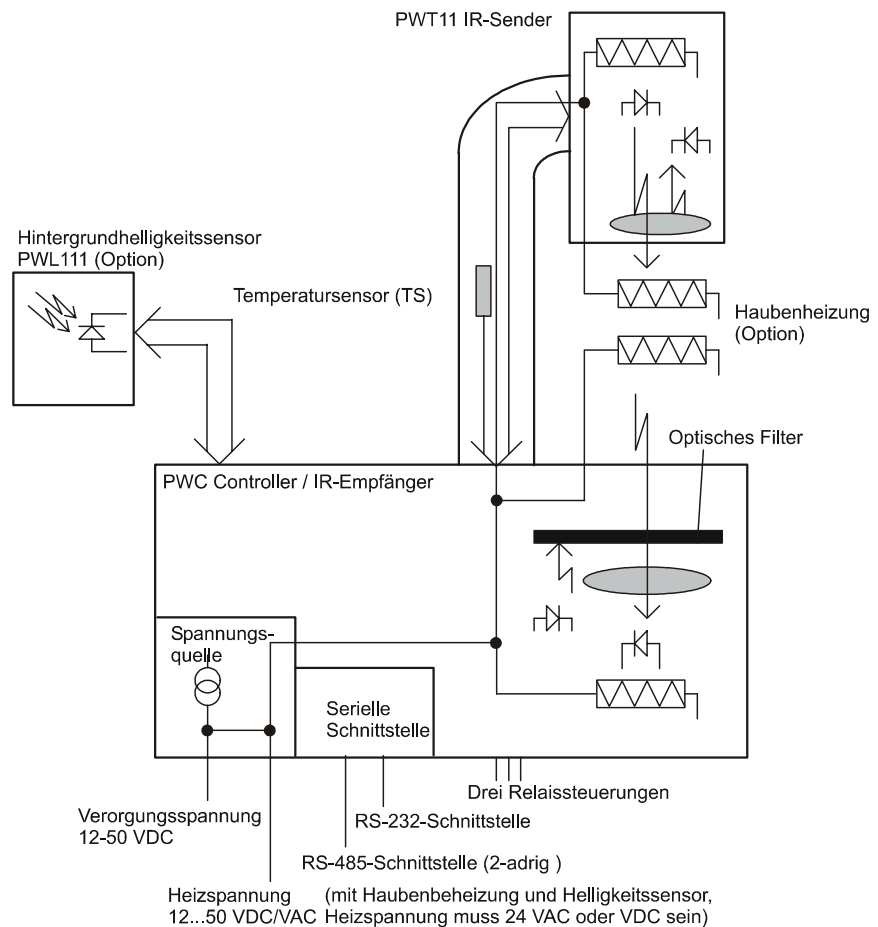 PWT11 IR-Sender
Hintergrundhelligkeitssensor
PWL111 (Option)
Temperatursensor (TS)
Haubenheizung
(Option)
Optisches Filter
PWC Controller / IR-Empfänger
Spannungs-
quelle
Serielle
Schnittstelle
Drei Relaissteuerungen
Verorgungsspannung
12-50 VDC
RS-232-Schnittstelle
RS-485-Schnittstelle (2-adrig )
Heizspannung (mit Haubenbeheizung und Helligkeitssensor,
12...50 VDC/VAC Heizspannung muss 24 VAC oder VDC sein)